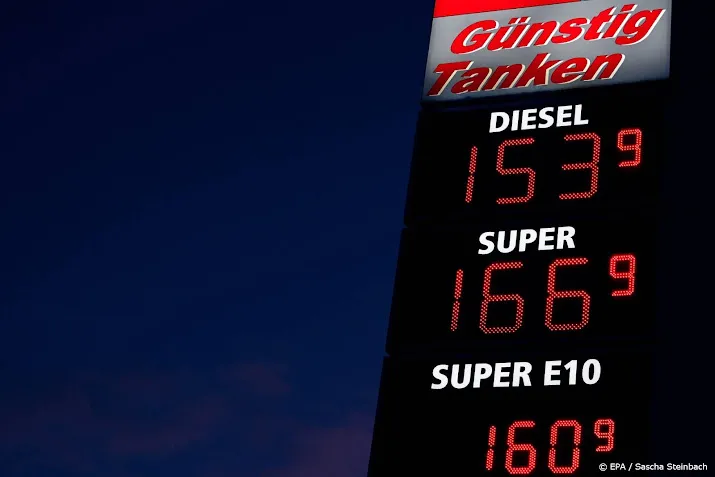 Günstig
Tanken
DIESEL
153⁹
SUPER
166⁹
SUPER E10
160⁹
© EPA / Sascha Steinbach